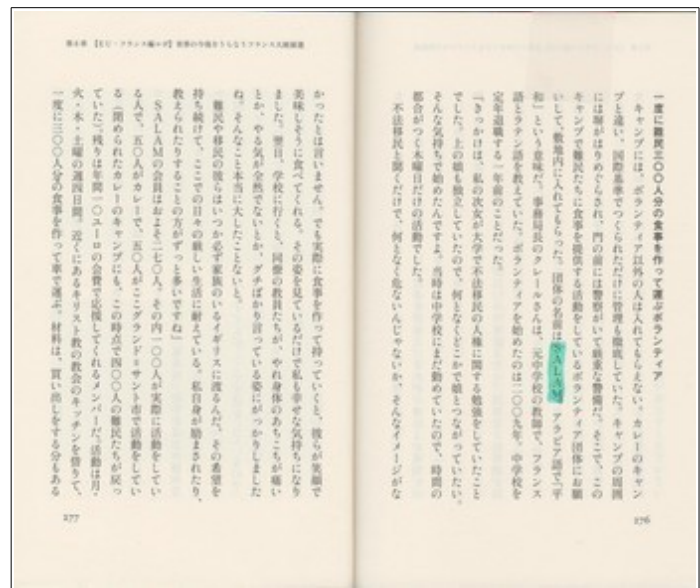 一度に難民三〇〇人分の食事を作って運ぶボランティア
キャンプには、ボランティア以外の人は入れてもらえない。カレーのキャン
プと違い、国際基準でつくられただけに管理も徹底していた。キャンプの周囲
には塀がはりめぐらされ、門の前には警察がいて厳重な警備だ。そこで、この
キャンプで難民たちに食事を提供する活動をしているボランティア団体にお願
いして、敷地内に入れてもらった。団体の名前はSALAM。アラビア語で「平
和」という意味だ。事務局長のクレールさんは、元中学校の教師で、フランス
語とラテン語を教えていた。ボランティアを始めたのは二〇〇九年。中学校を
定年退職する一年前のことだった。
「きっかけは、私の次女が大学で不法移民の人権に関する勉強をしていたこと
でした。上の娘も独立していたので、何となくどこかで娘とつながっていたい。
そんな気持ちで始めたんですよ。当時は中学校にまだ勤めていたので、時間の
都合がつく木曜日だけの活動でした。
不法移民と聞くだけで、何となく危ないんじゃないか、そんなイメージがな
276
第6章 【EU・フランス編ルポ】世界の今後をうらなうフランス大統領選
かったとは言いません。でも実際に食事を作って持っていくと、彼らが笑顔で
美味しそうに食べてくれる。その姿を見ているだけで私も幸せな気持ちになり
ました。翌日、学校に行くと、同僚の教員たちが、やれ身体のあちこちが痛い
とか、やる気が全然でないとか、グチばかり言っている姿にがっかりしました
ね。そんなこと本当に大したことないと。
難民や移民の彼らはいつか必ず家族のいるイギリスに渡るんだ、その希望を
持ち続けて、ここでの日々の厳しい生活に耐えている。私自身が励まされたり、
教えられたりすることの方がずっと多いですね」
SALAMの会員はおよそ二七〇人。その内一〇〇人が実際に活動をしてい
る人で、五〇人がカレーで、五〇人がここグランド＝サント市で活動をしてい
る（閉められたカレーのキャンプにも、この時点で四〇〇人の難民たちが戻っ
ていた）。残りは年間一〇ユーロの会費で応援してくれるメンバーだ。活動は月・
火・木・土曜の週四日間。近くにあるキリスト教の教会のキッチンを借りて、
一度に三〇〇人分の食事を作って車で運ぶ。材料は、買い出しをする分もある
277